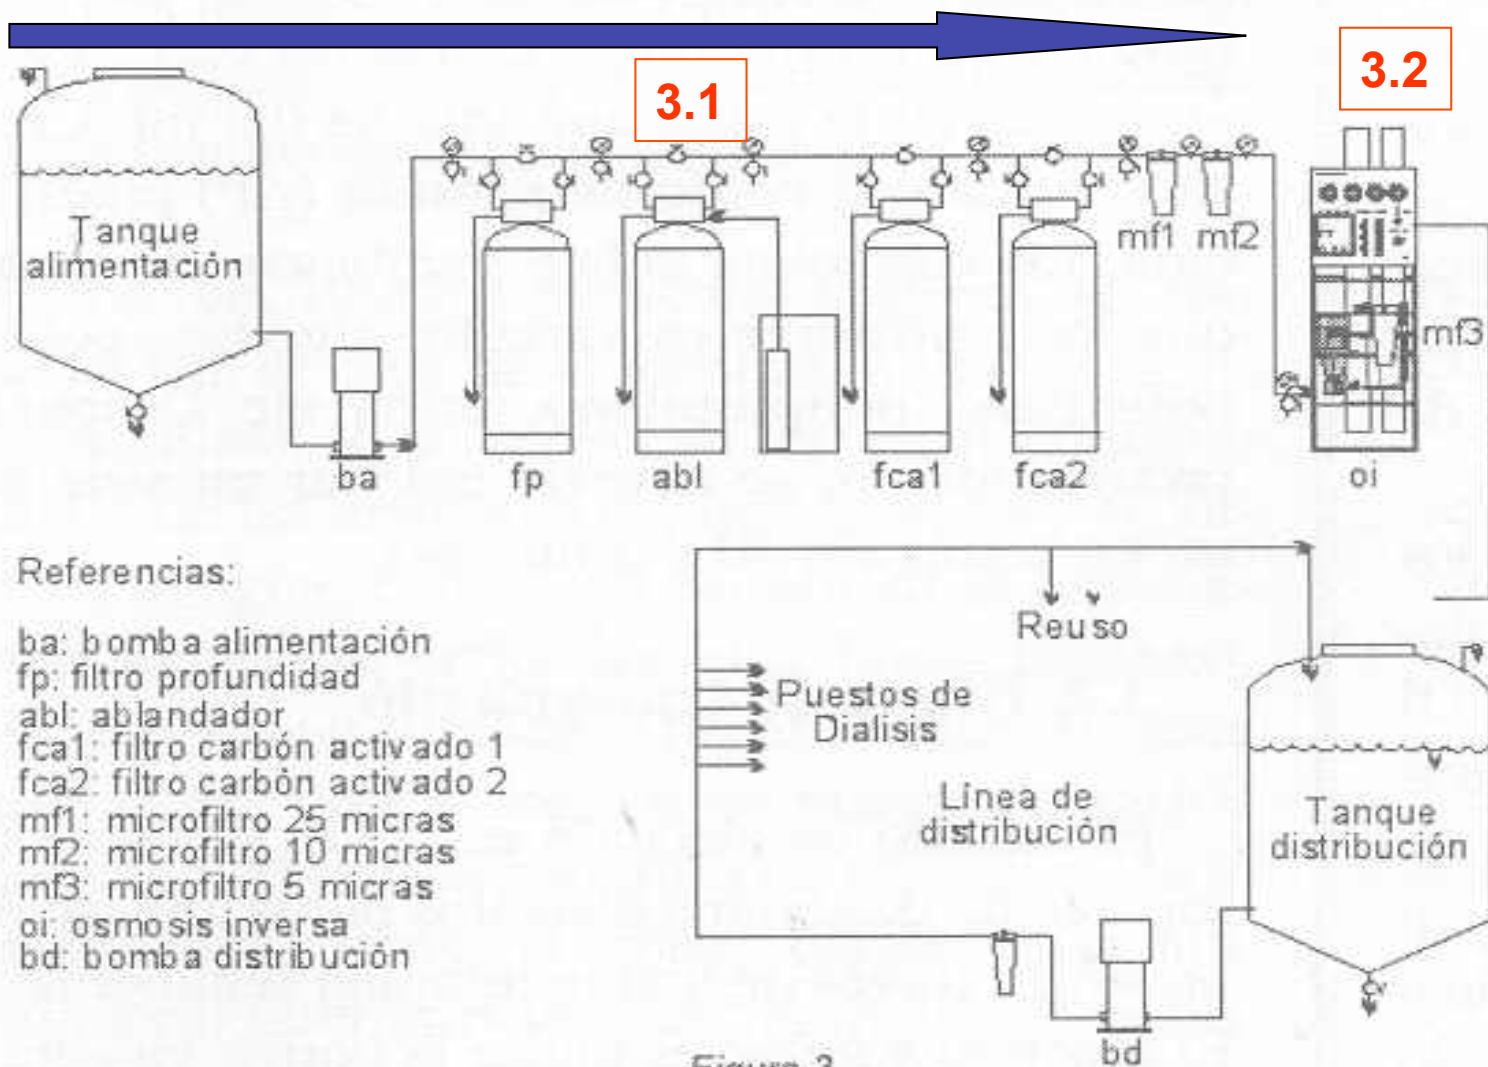 3.1
3.2
Tanque
alimentación
mf1 mf2
mf3
ba
fp
abl
fca1
fca2
oi
Referencias:
ba: bomba alimentación
fp: filtro profundidad
abl: ablandador
fca1: filtro carbón activado 1
fca2: filtro carbón activado 2
mf1: microfiltro 25 micras
mf2: microfiltro 10 micras
mf3: microfiltro 5 micras
oi: osmosis inversa
bd: bomba distribución
Reuso
Puestos de
Dialisis
Línea de
distribución
Tanque
distribución
bd
Figura 3